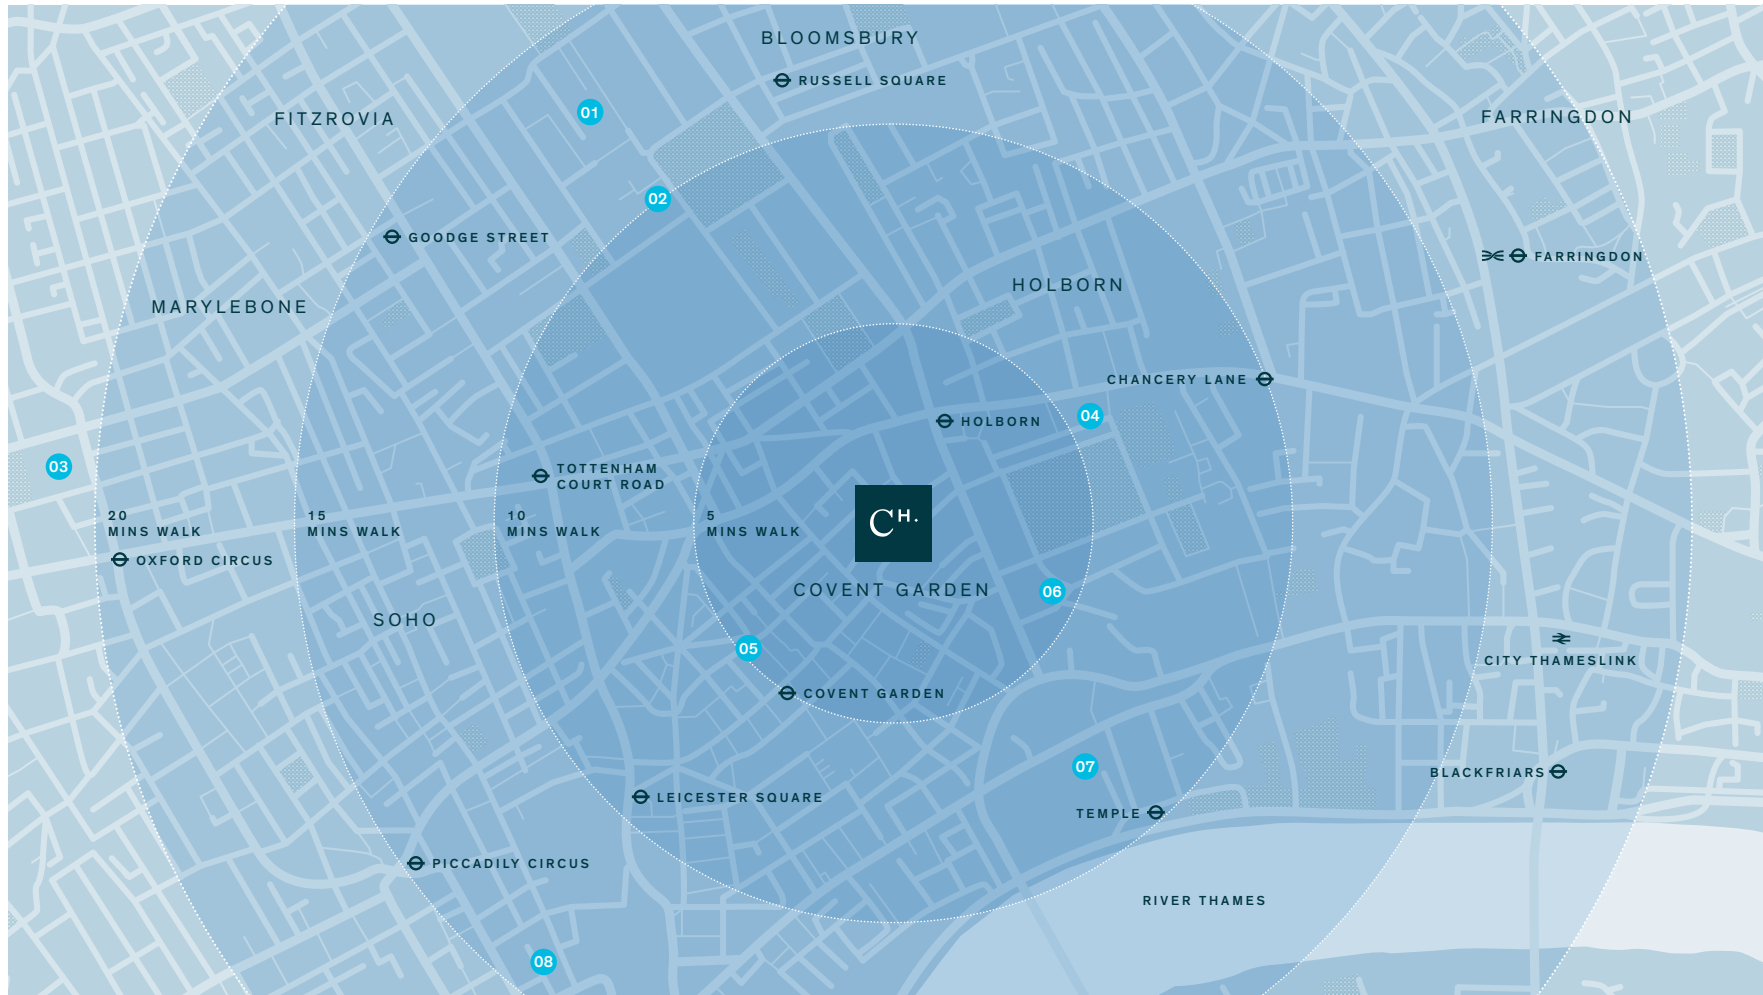 BLOOMSBURY
RUSSELL SQUARE
01
FITZROVIA
FARRINGDON
02
GOODGE STREET
FARRINGDON
HOLBORN
MARYLEBONE
CHANCERY LANE
04
HOLBORN
03
TOTTENHAM
COURT ROAD
20
MINS WALK
15
MINS WALK
10
MINS WALK
5
MINS WALK
CH.
OXFORD CIRCUS
COVENT GARDEN
06
SOHO
05
CITY THAMESLINK
COVENT GARDEN
07
BLACKFRIARS
LEICESTER SQUARE
TEMPLE
PICCADILY CIRCUS
RIVER THAMES
08